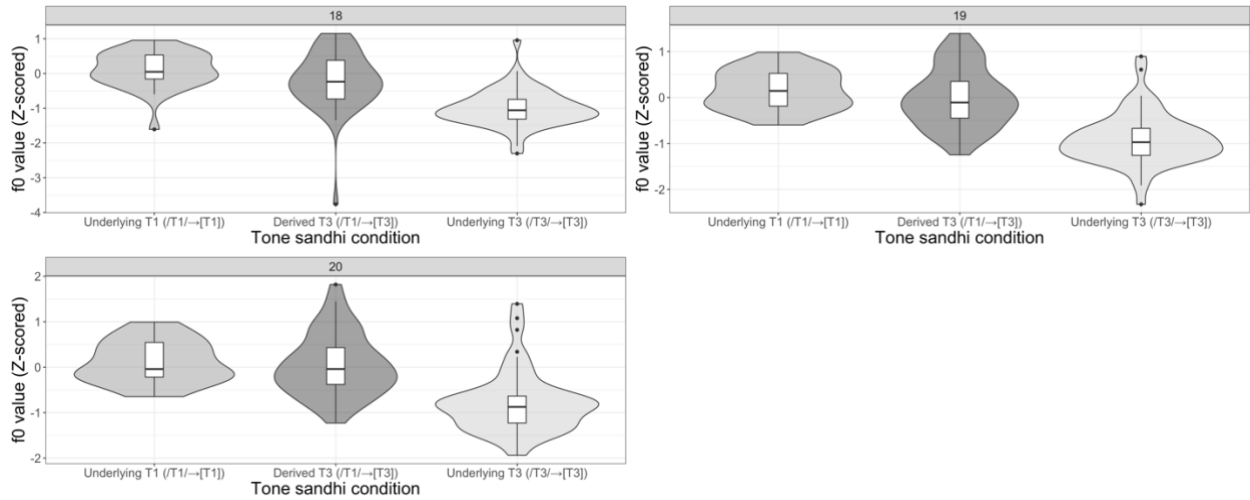 18
f0 value (Z-scored)
1
0
-1
-2
-3
-4
Underlying T1 (/T1/→[T1]) Derived T3 (/T1/→[T3]) Underlying T3 (/T3/→[T3])
Tone sandhi condition
19
f0 value (Z-scored)
1
0
-1
-2
Underlying T1 (/T1/→[T1]) Derived T3 (/T1/→[T3]) Underlying T3 (/T3/→[T3])
Tone sandhi condition
20
f0 value (Z-scored)
2
1
0
-1
-2
Underlying T1 (/T1/→[T1]) Derived T3 (/T1/→[T3]) Underlying T3 (/T3/→[T3])
Tone sandhi condition